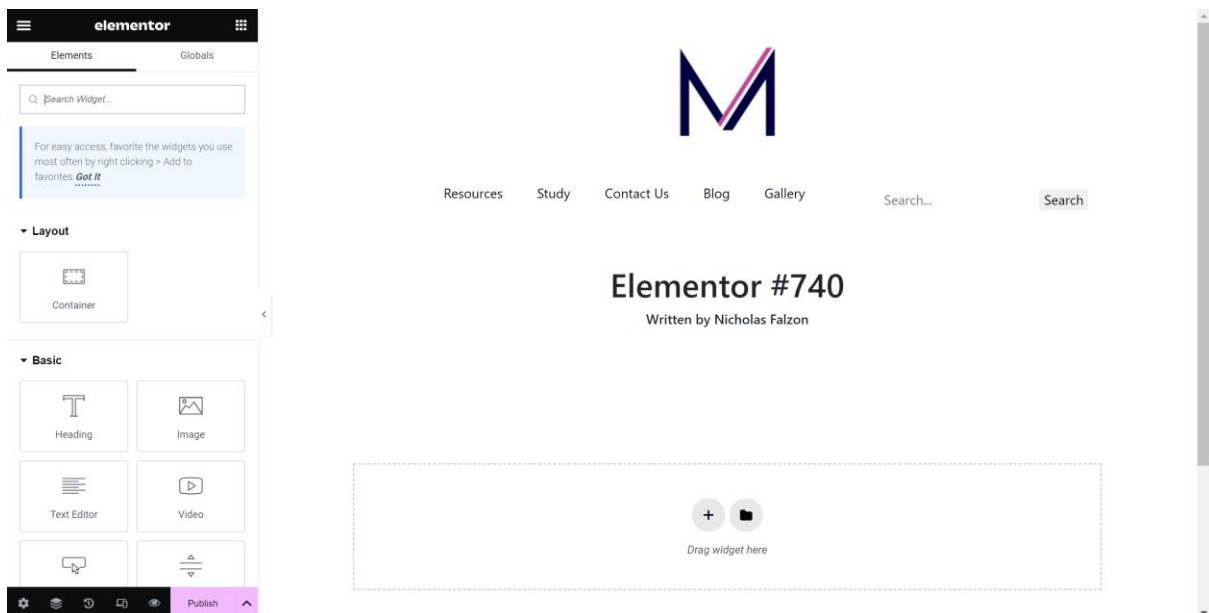 elementor
Elements Globals
Search Widget...
For easy access, favorite the widgets you use
most often by right clicking > Add to
favorites. Got It
Layout
Container
Basic
Heading Image
Text Editor Video
Publish
M
Resources Study Contact Us Blog Gallery Search... Search
Elementor #740
Written by Nicholas Falzon
Drag widget here